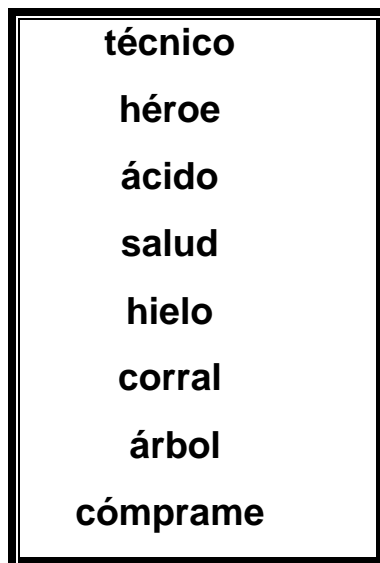 técnico
héroe
ácido
salud
hielo
corral
árbol
cómprame